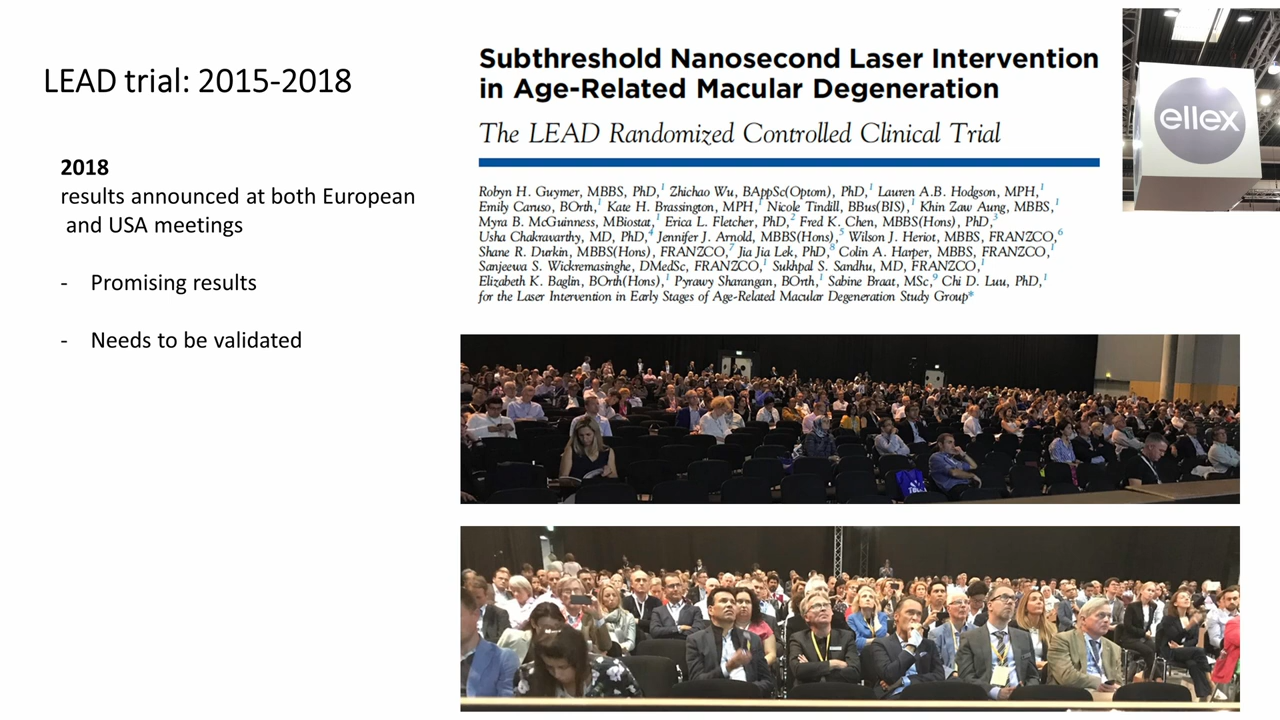 LEAD trial: 2015-2018
2018
results announced at both European
and USA meetings
- Promising results
- Needs to be validated
Subthreshold Nanosecond Laser Intervention
in Age-Related Macular Degeneration
The LEAD Randomized Controlled Clinical Trial
Robyn H. Guymer, MBBS, PhD,1 Zhichao Wu, BAppSc(Optom), PhD,1 Lauren A.B. Hodgson, MPH,1
Emily Caruso, BOrth,1 Kate H. Brassington, MPH,1 Nicole Tindill, BBus(BIS),1 Khin Zaw Aung, MBBS,1
Myra B. McGuinness, MBiostat,1 Erica L. Fletcher, PhD,2 Fred K. Chen, MBBS(Hons), PhD,3
Usha Chakravarthy, MD, PhD,4 Jennifer J. Arnold, MBBS(Hons),5 Wilson J. Heriot, MBBS, FRANZCO,6
Shane R. Durkin, MBBS(Hons), FRANZCO,7 Jia Jia Lek, PhD,8 Colin A. Harper, MBBS, FRANZCO,1
Sanjeewa S. Wickremasinghe, DMedSc, FRANZCO,1 Sukhpal S. Sandhu, MD, FRANZCO,1
Elizabeth K. Baglin, BOrth(Hons),1 Pyrawy Sharangan, BOrth,1 Sabine Braat, MSc,9 Chi D. Luu, PhD,1
for the Laser Intervention in Early Stages of Age-Related Macular Degeneration Study Group*
ellex